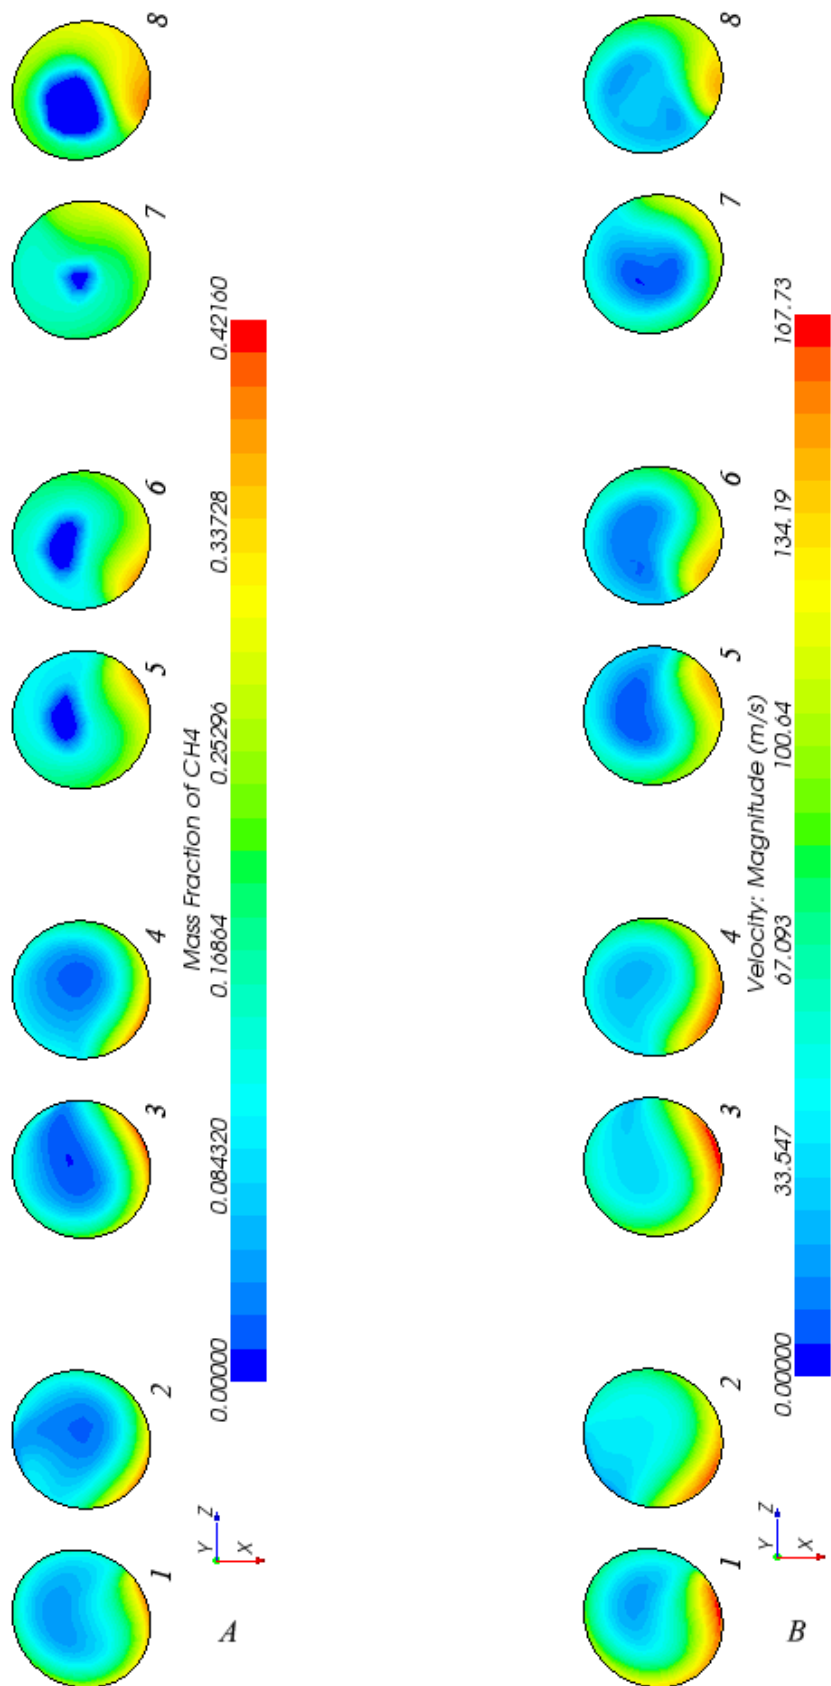 1 2 3 4 5 6 7 8
Mass Fraction of CH4
0.00000 0.084320 0.16864 0.25296 0.33728 0.42160
Y Z
X
A
1 2 3 4 5 6 7 8
Velocity: Magnitude (m/s)
0.00000 33.547 67.093 100.64 134.19 167.73
Y Z
X
B